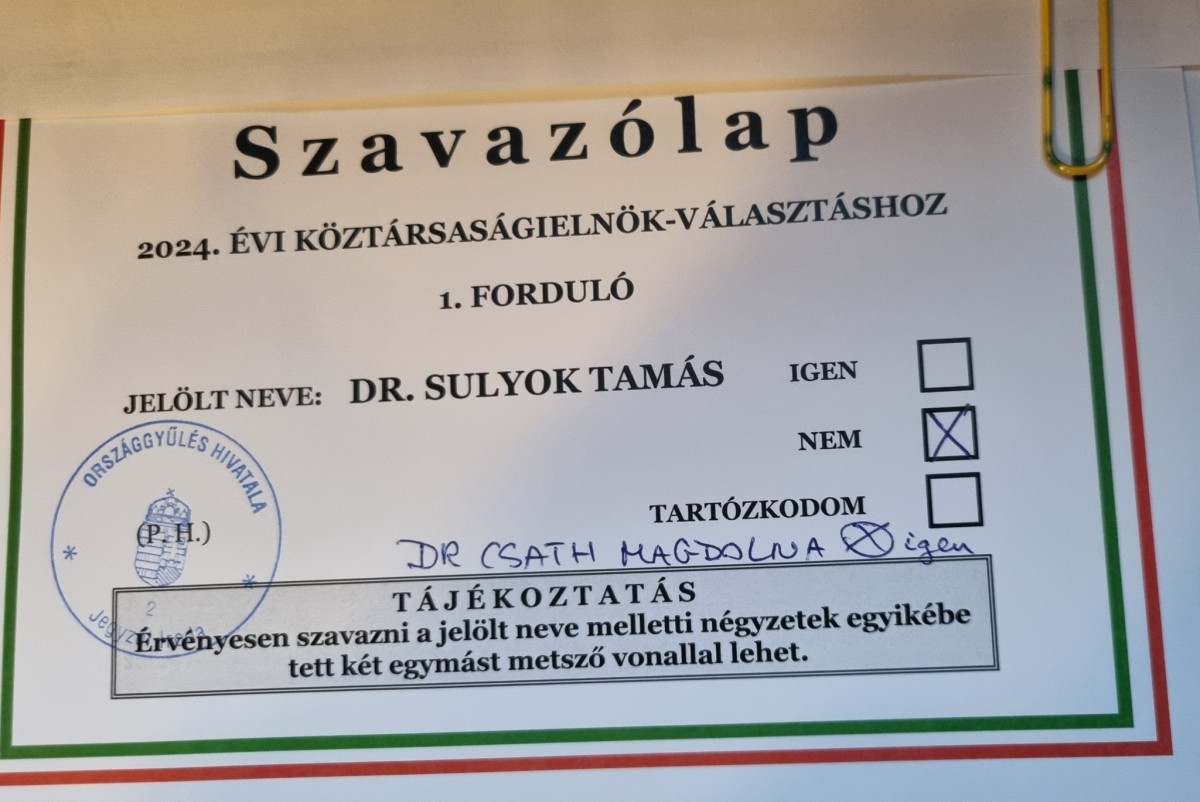 Szavazólap
2024. ÉVI KÖZTÁRSASÁGIELNÖK-VÁLASZTÁSHOZ
1. FORDULÓ
JELÖLT NEVE: DR. SULYOK TAMÁS IGEN
NEM
TARTÓZKODOM
ORSZÁGGYŰLÉS HIVATALA
(P. H.)
2
DR CSATH MAGDOLNA igen
TÁJÉKOZTATÁS
Érvényesen szavazni a jelölt neve melletti négyzetek egyikébe
tett két egymást metsző vonallal lehet.